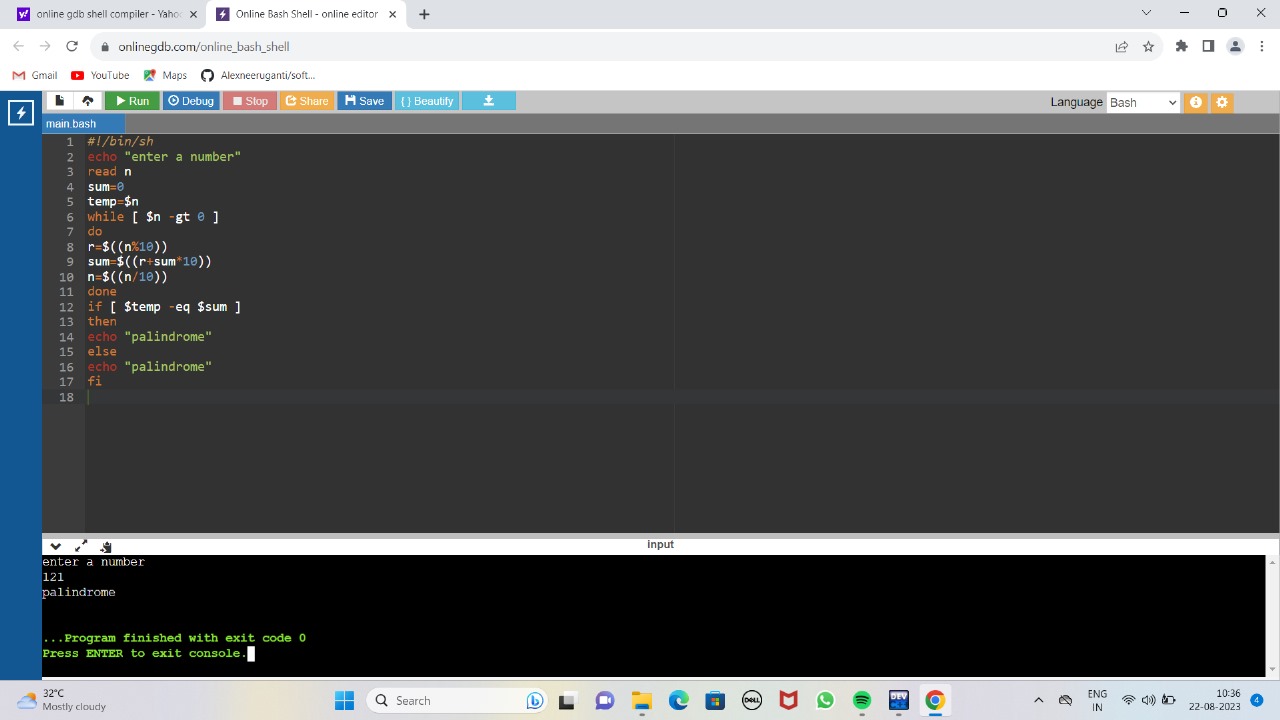 online gdb shell compiler - Yaho
Online Bash Shell - online editor
onlinegdb.com/online_bash_shell
Gmail
YouTube
Maps
Alexneeruganti/soft...
Run
Debug
Stop
Share
Save
{ } Beautify
Language
Bash
main.bash
1 #!/bin/sh
2 echo "enter a number"
3 read n
4 sum=0
5 temp=$n
6 while [ $n -gt 0 ]
7 do
8 r=$((n%10))
9 sum=$((r+sum*10))
10 n=$((n/10))
11 done
12 if [ $temp -eq $sum ]
13 then
14 echo "palindrome"
15 else
16 echo "palindrome"
17 fi
18
input
enter a number
121
palindrome
...Program finished with exit code 0
Press ENTER to exit console.
32°C
Mostly cloudy
Search
DELL
DEV
ENG
IN
10:36
22-08-2023
4